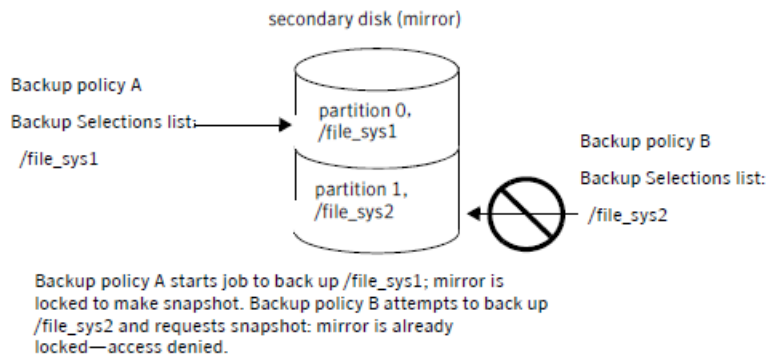 secondary disk (mirror)
Backup policy A
Backup Selections list:
/file_sys1
partition 0,
/file_sys1
partition 1,
/file_sys2
Backup policy B
Backup Selections list:
/file_sys2
Backup policy A starts job to back up /file_sys1; mirror is
locked to make snapshot. Backup policy B attempts to back up
/file_sys2 and requests snapshot: mirror is already
locked—access denied.